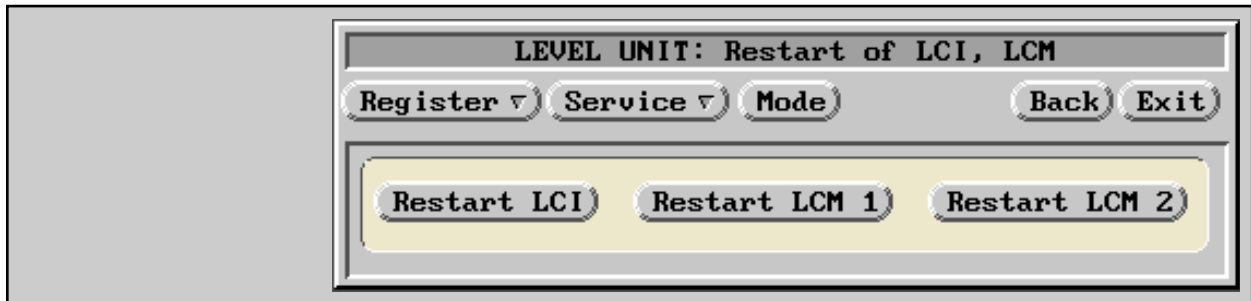 LEVEL UNIT: Restart of LCI, LCM
Register ▽ Service ▽ Mode Back Exit
Restart LCI Restart LCM 1 Restart LCM 2